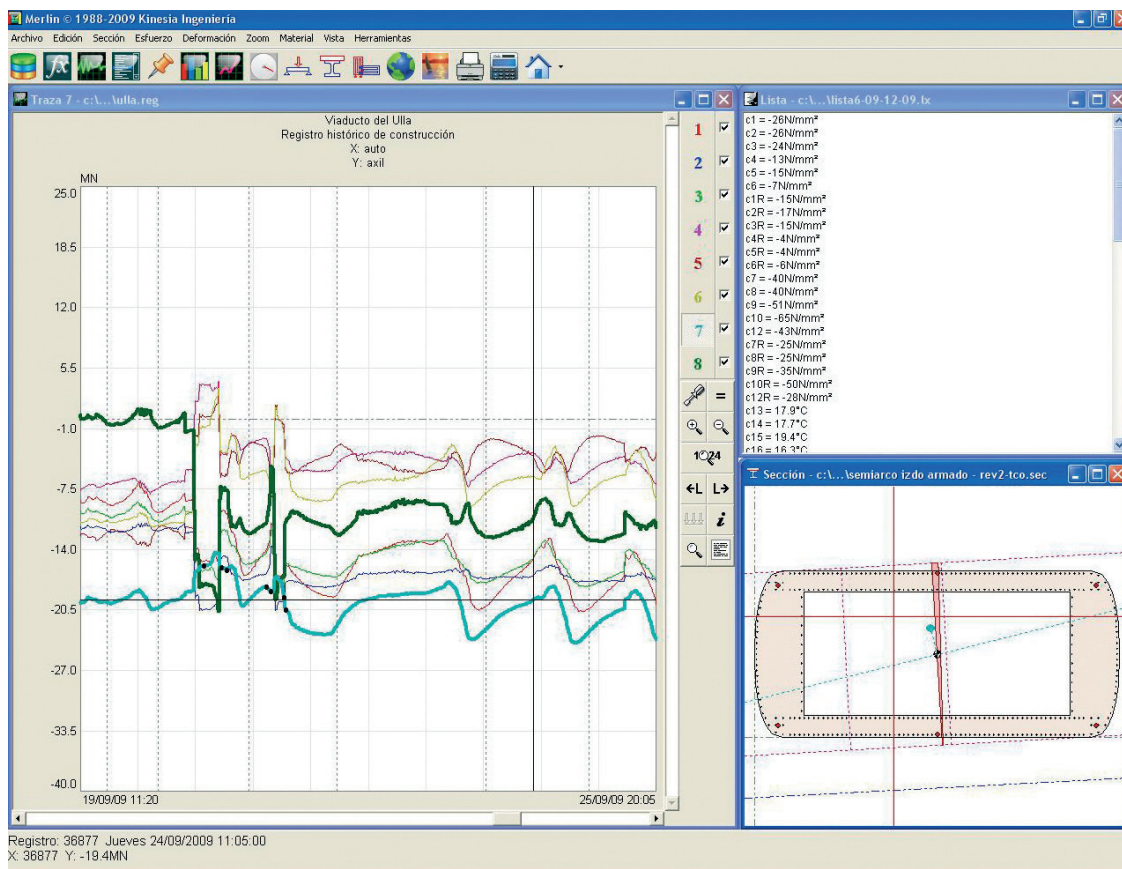 Merlin © 1988-2009 Kinesia Ingeniería
Archivo Edición Sección Esfuerzo Deformación Zoom Material Vista Herramientas
fx
Traza 7 - c:\...\ulla.reg
Viaducto del Ulla
Registro histórico de construcción
X: auto
Y: axil
MN
25.0
18.5
12.0
5.5
-1.0
-7.5
-14.0
-20.5
-27.0
-33.5
-40.0
19/09/09 11:20
25/09/09 20:05
1
2
3
4
5
6
7
8
=
1 24
←L L→
i
Lista - c:\...\lista6-09-12-09.lx
c1 = -26N/mm²
c2 = -26N/mm²
c3 = -24N/mm²
c4 = -13N/mm²
c5 = -15N/mm²
c6 = -7N/mm²
c1R = -15N/mm²
c2R = -17N/mm²
c3R = -15N/mm²
c4R = -4N/mm²
c5R = -4N/mm²
c6R = -6N/mm²
c7 = -40N/mm²
c8 = -40N/mm²
c9 = -51N/mm²
c10 = -65N/mm²
c12 = -43N/mm²
c7R = -25N/mm²
c8R = -25N/mm²
c9R = -35N/mm²
c10R = -50N/mm²
c12R = -28N/mm²
c13 = 17.9°C
c14 = 17.7°C
c15 = 19.4°C
c16 = 16.3°C
Sección - c:\...\semiarco izdo armado - rev2-tco.sec
Registro: 36877 Jueves 24/09/2009 11:05:00
X: 36877 Y: -19.4MN